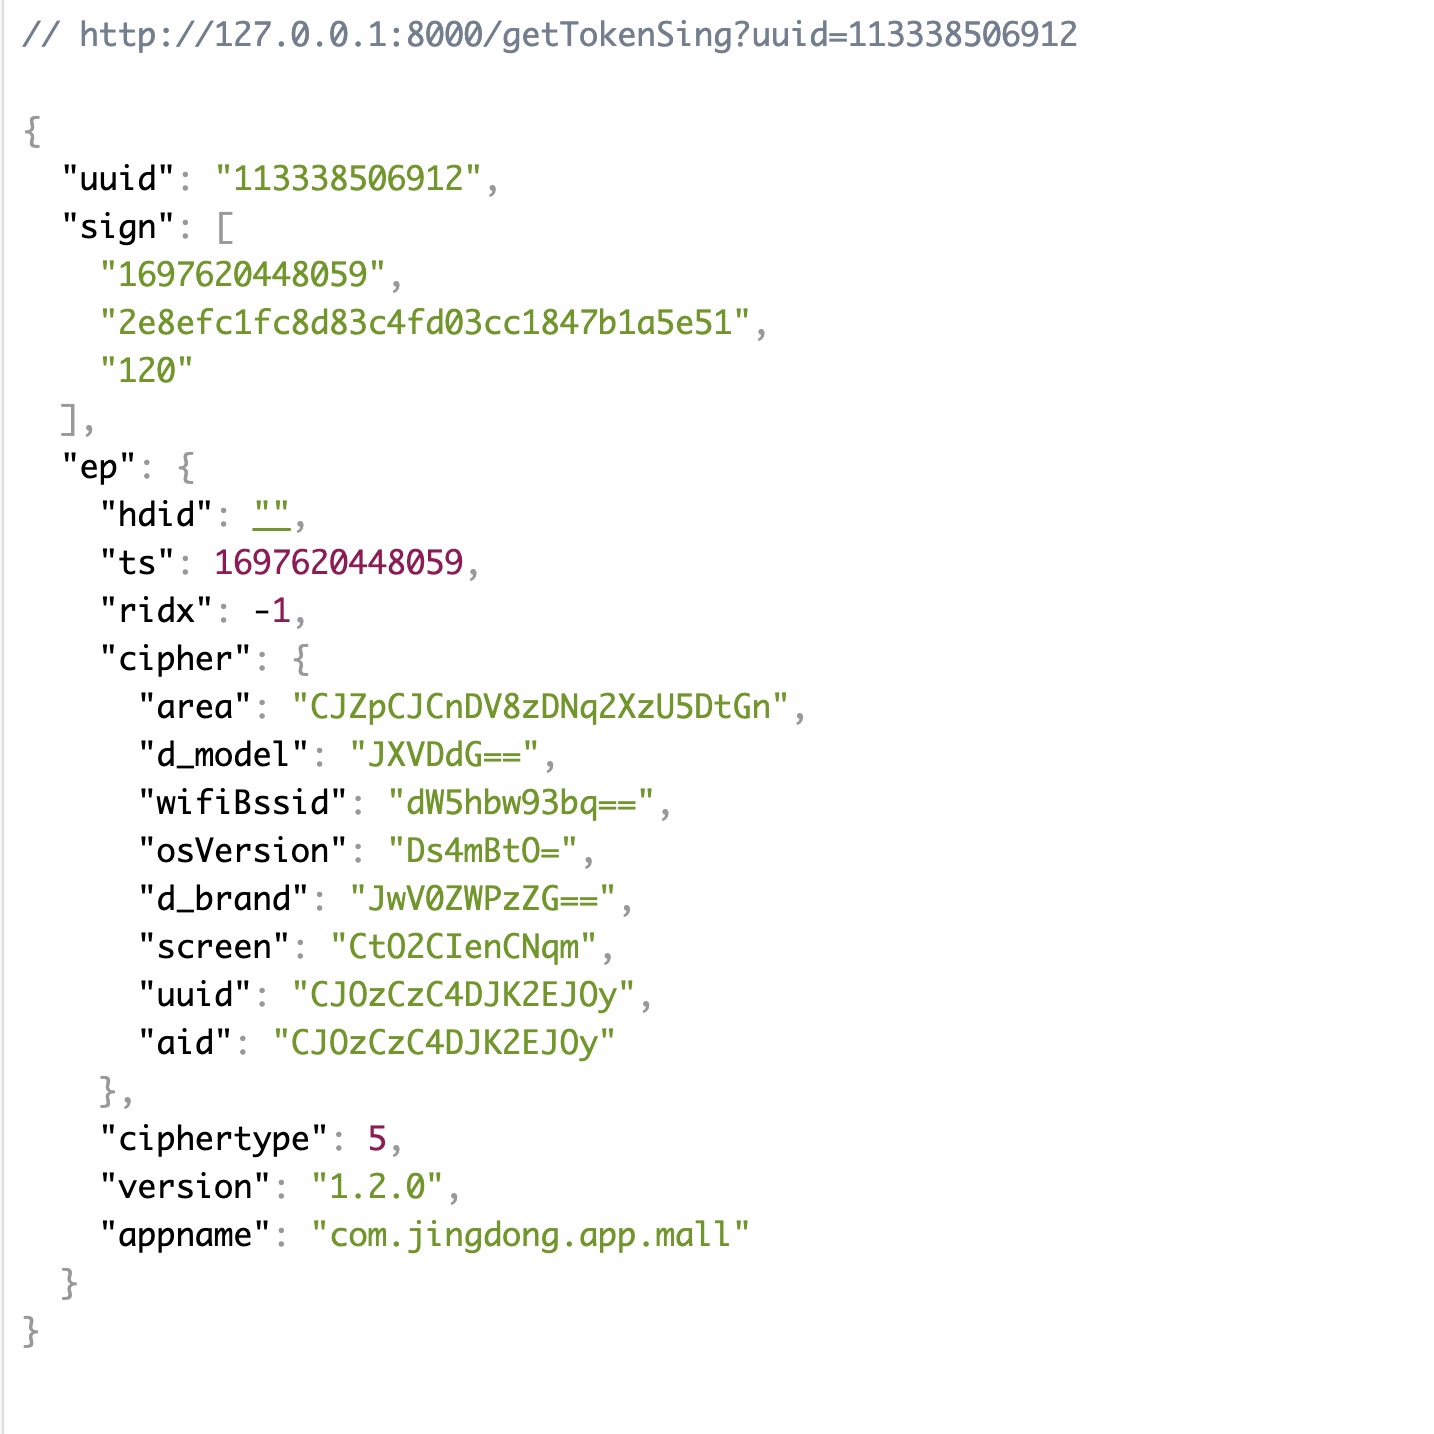 // http://127.0.0.1:8000/getTokenSing?uuid=113338506912
{
"uuid": "113338506912",
"sign": [
"1697620448059",
"2e8efc1fc8d83c4fd03cc1847b1a5e51",
"120"
],
"ep": {
"hdid": "",
"ts": 1697620448059,
"ridx": -1,
"cipher": {
"area": "CJZpCJCnDV8zDNq2XzU5DtGn",
"d_model": "JXVDdG==",
"wifiBssid": "dW5hbw93bq==",
"osVersion": "Ds4mBtO=",
"d_brand": "JwV0ZWPzZG==",
"screen": "CtO2CIenCNqm",
"uuid": "CJOzCzC4DJK2EJOy",
"aid": "CJOzCzC4DJK2EJOy"
},
"ciphertype": 5,
"version": "1.2.0",
"appname": "com.jingdong.app.mall"
}
}